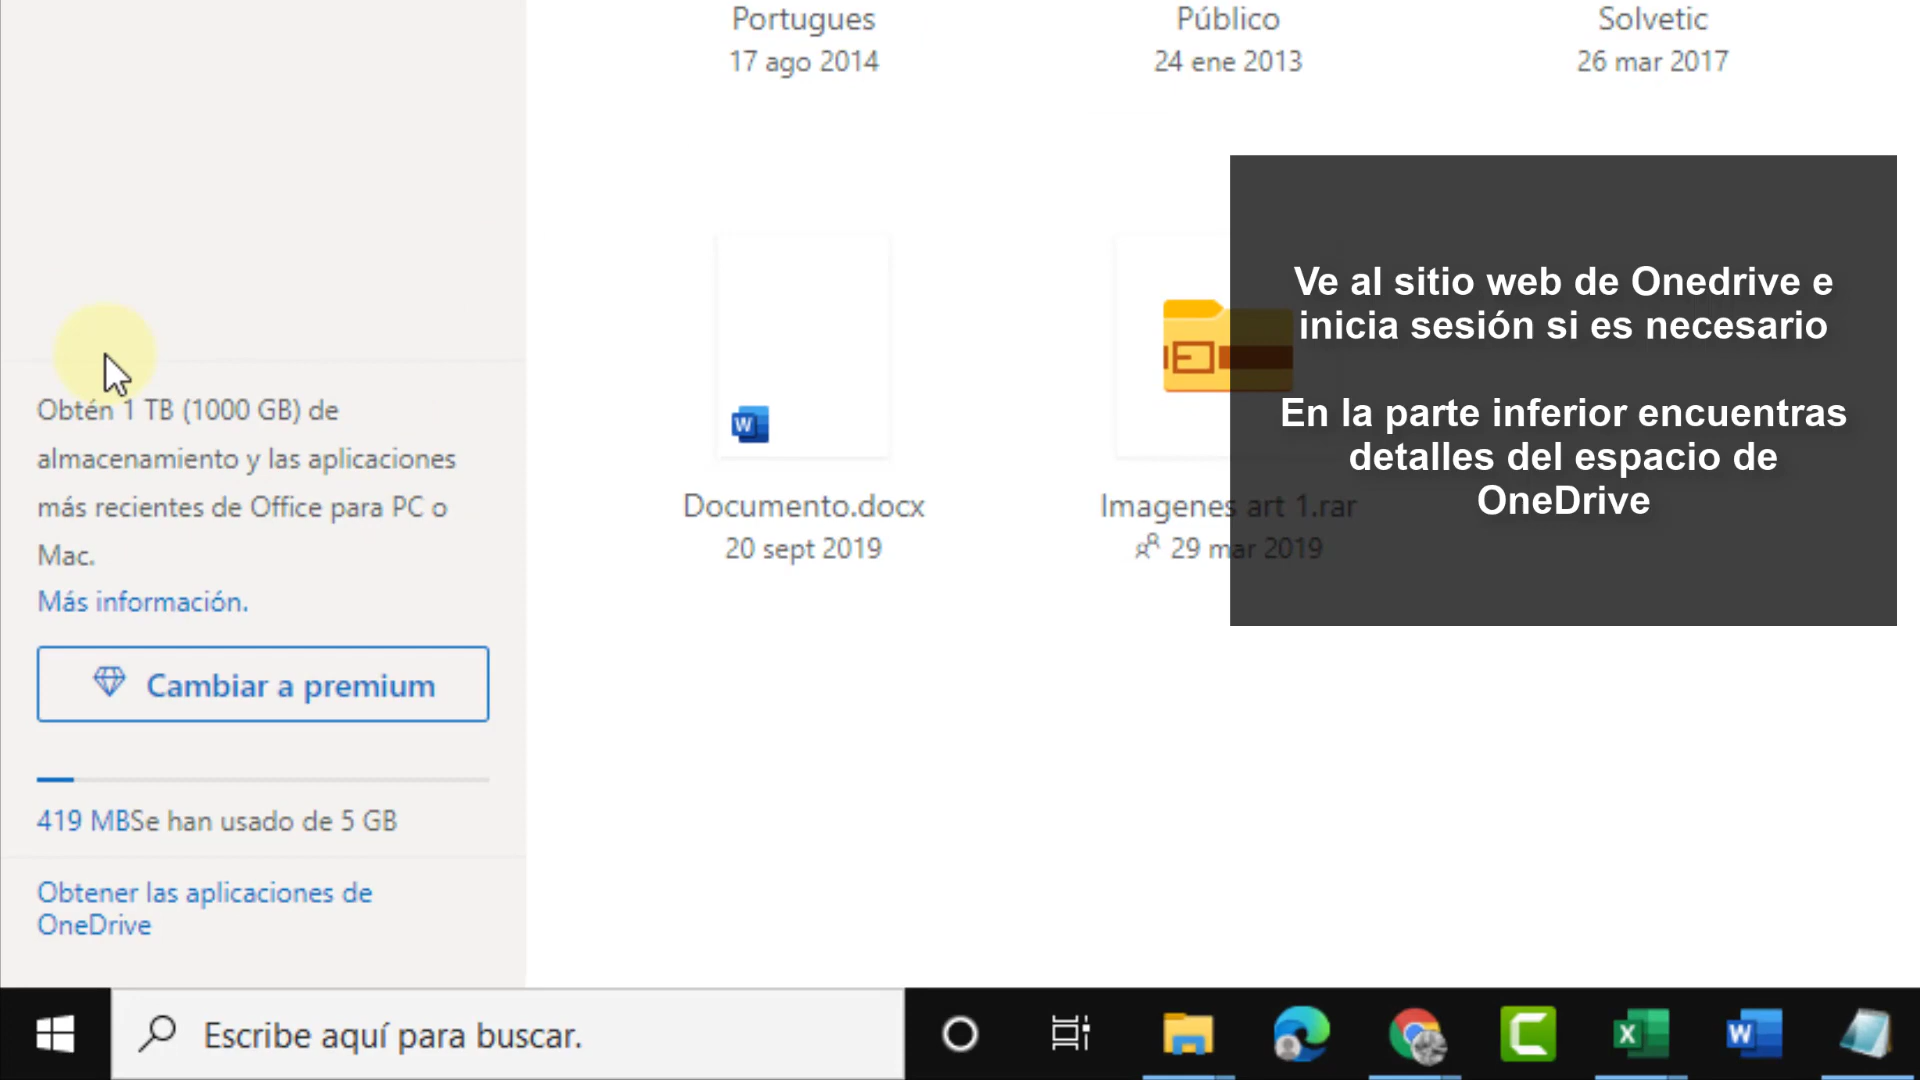 Portugues
17 ago 2014
Público
24 ene 2013
Solvetic
26 mar 2017
Ve al sitio web de Onedrive e
inicia sesión si es necesario
En la parte inferior encuentras
detalles del espacio de
OneDrive
Documento.docx
20 sept 2019
Imagenes art 1.rar
29 mar 2019
Obtén 1 TB (1000 GB) de
almacenamiento y las aplicaciones
más recientes de Office para PC o
Mac.
Más información.
Cambiar a premium
419 MBSe han usado de 5 GB
Obtener las aplicaciones de
OneDrive
Escribe aquí para buscar.